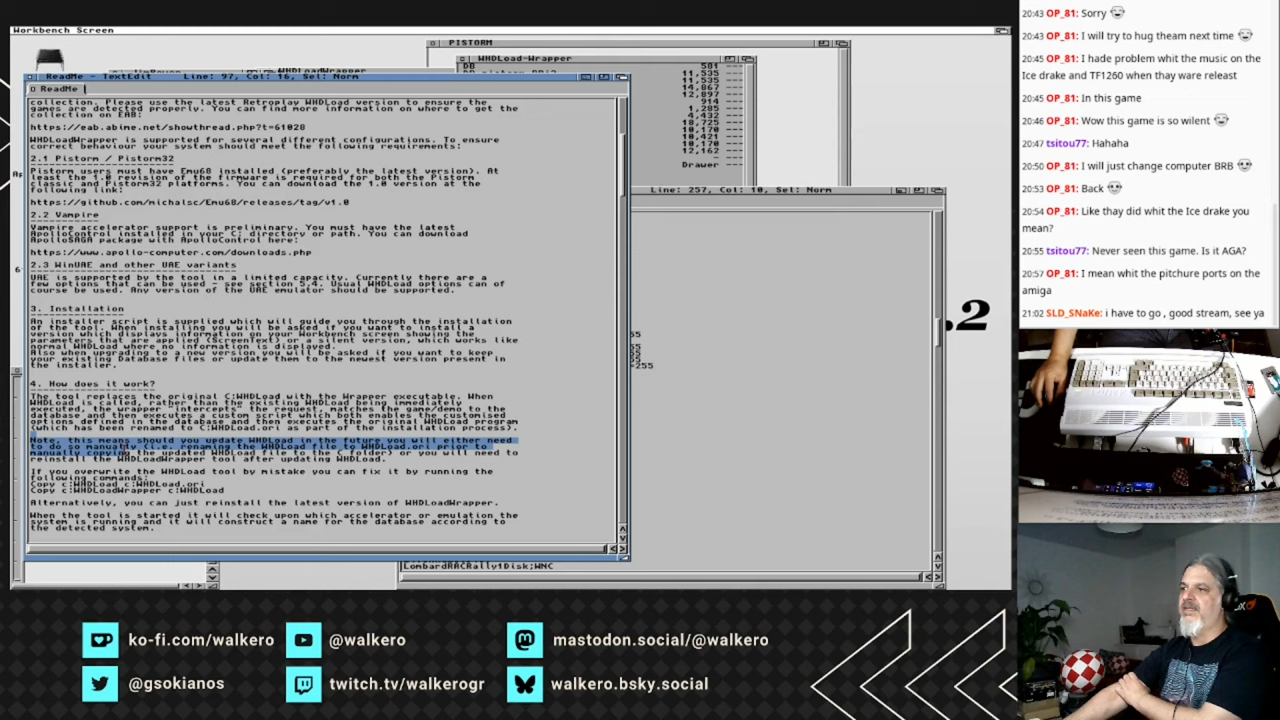 Workbench Screen
PISTORM
WHDLoad-Wrapper
DB 581
11,535
11,535
14,867
12,897
914
1,285
4,432
18,725
10,170
10,421
10,170
12,162
Drawer
ReadMe - TextEdit Line: 97, Col: 16, Sel: Norm
ReadMe
collection. Please use the latest Retroplay WHDLoad version to ensure the
games are detected properly. You can find more information on where to get the
collection on EAB:
https://eab.abime.net/showthread.php?t=61028
WHDLoadWrapper is supported for several different configurations. To ensure
correct behaviour your system should meet the following requirements:
2.1 Pistorm / Pistorm32
Pistorm users must have Emu68 installed (preferably the latest version). At
least the 1.0 revision of the firmware is required for both the Pistorm
classic and Pistorm32 platforms. You can download the 1.0 version at the
following link:
https://github.com/michalsc/Emu68/releases/tag/v1.0
2.2 Vampire
Vampire accelerator support is preliminary. You must have the latest
ApolloControl installed in your C: directory or path. You can download
ApolloSAGA package with ApolloControl here:
https://www.apollo-computer.com/downloads.php
2.3 WinUAE and other UAE variants
UAE is supported by the tool in a limited capacity. Currently there are a
few options that can be used - see section 5.4. Usual WHDLoad options can of
course be used. Any version of the UAE emulator should be supported.
3. Installation
An installer script is supplied which will guide you through the installation
of the tool. When installing you will be asked if you want to install a
version which displays information on your Workbench screen showing the
parameters that are applied (ScreenText) or a silent version, which works like
normal WHDLoad where no information is displayed.
Also when upgrading to a new version you will be asked if you want to keep
your existing Database files or update them to the newest version present in
the installer.
4. How does it work?
The tool replaces the original C:WHDLoad with the Wrapper executable. When
WHDLoad is called, rather than the existing WHDLoad being immediately
executed, the wrapper "intercepts" the request, matches the game/demo to the
database and then executes a custom script which both enables the customised
options defined in the database and then executes the original WHDLoad program
(which has been renamed to C:WHDLoad.ori as part of the installation process).
Note, this means should you update WHDLoad in the future you will either need
to do so manually (i.e. renaming the WHDLoad file to WHDLoad.ori prior to
manually copying the updated WHDLoad file to the C folder) or you will need to
reinstall the WHDLoadWrapper tool after updating WHDLoad.
If you overwrite the WHDLoad tool by mistake you can fix it by running the
following commands:
Copy c:WHDLoad c:WHDLoad.ori
Copy c:WHDLoadWrapper c:WHDLoad
Alternatively, you can just reinstall the latest version of WHDLoadWrapper.
When the tool is started it will check upon which accelerator or emulation the
system is running and it will construct a name for the database according to
the detected system.
Line: 257, Col: 10, Sel: Norm
.2
LombardRACRally1Disk;WNC
20:43 OP_81: Sorry
20:43 OP_81: I will try to hug theam next time
20:45 OP_81: I hade problem whit the music on the
Ice drake and TF1260 when thay ware releast
20:45 OP_81: In this game
20:46 OP_81: Wow this game is so wilent
20:47 tsitou77: Hahaha
20:50 OP_81: I will just change computer BRB
20:53 OP_81: Back
20:54 OP_81: Like thay did whit the Ice drake you
mean?
20:55 tsitou77: Never seen this game. Is it AGA?
20:57 OP_81: I mean whit the pitchure ports on the
amiga
21:02 SLD_SNaKe: i have to go , good stream, see ya
ko-fi.com/walkero
@walkero
mastodon.social/@walkero
@gsokianos
twitch.tv/walkerogr
walkero.bsky.social